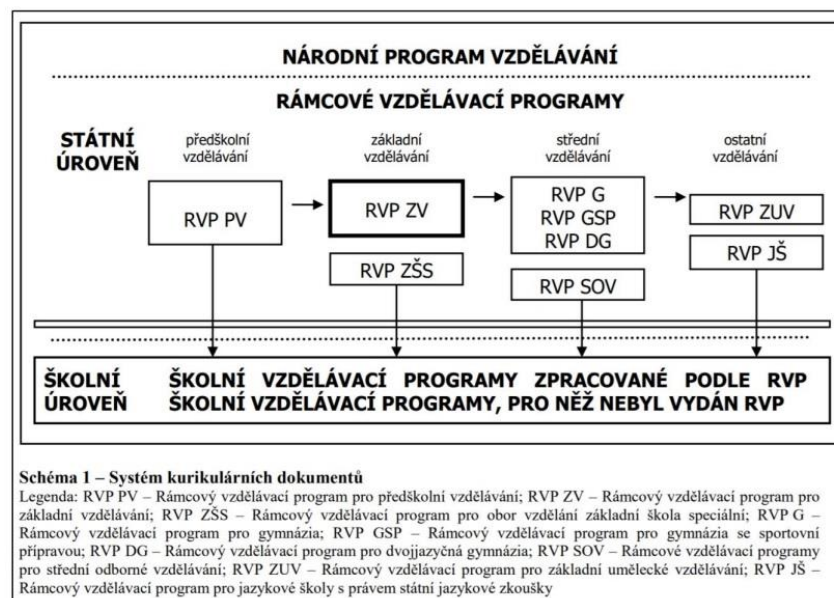 NÁRODNÍ PROGRAM VZDĚLÁVÁNÍ
RÁMCOVÉ VZDĚLÁVACÍ PROGRAMY
STÁTNÍ
ÚROVEŇ
předškolní
vzdělávání
základní
vzdělávání
střední
vzdělávání
ostatní
vzdělávání
RVP PV
RVP ZV
RVP ZŠS
RVP G
RVP GSP
RVP DG
RVP SOV
RVP ZUV
RVP JŠ
ŠKOLNÍ ŠKOLNÍ VZDĚLÁVACÍ PROGRAMY ZPRACOVANÉ PODLE RVP
ÚROVEŇ ŠKOLNÍ VZDĚLÁVACÍ PROGRAMY, PRO NĚŽ NEBYL VYDÁN RVP
Schéma 1 – Systém kurikulárních dokumentů
Legenda: RVP PV – Rámcový vzdělávací program pro předškolní vzdělávání; RVP ZV – Rámcový vzdělávací program pro
základní vzdělávání; RVP ZŠS – Rámcový vzdělávací program pro obor vzdělání základní škola speciální; RVP G –
Rámcový vzdělávací program pro gymnázia; RVP GSP – Rámcový vzdělávací program pro gymnázia se sportovní
přípravou; RVP DG – Rámcový vzdělávací program pro dvojjazyčná gymnázia; RVP SOV – Rámcové vzdělávací programy
pro střední odborné vzdělávání; RVP ZUV – Rámcový vzdělávací program pro základní umělecké vzdělávání; RVP JŠ –
Rámcový vzdělávací program pro jazykové školy s právem státní jazykové zkoušky